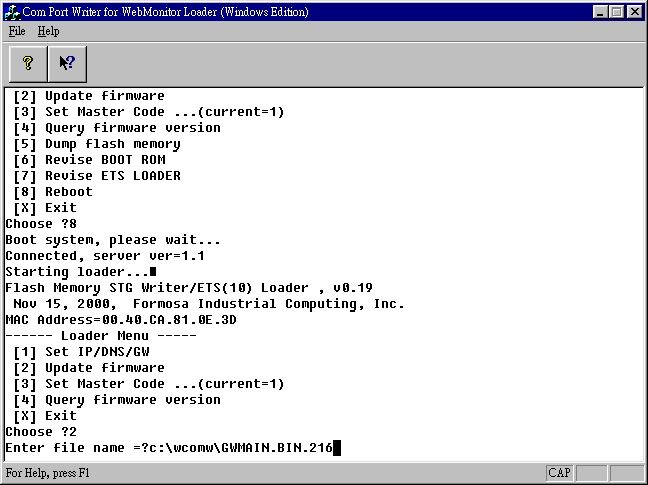 Com Port Writer for WebMonitor Loader (Windows Edition)
File Help
[2] Update firmware
[3] Set Master Code ...(current=1)
[4] Query firmware version
[5] Dump flash memory
[6] Revise BOOT ROM
[7] Revise ETS LOADER
[8] Reboot
[X] Exit
Choose ?8
Boot system, please wait...
Connected, server ver=1.1
Starting loader...
Flash Memory STG Writer/ETS(10) Loader , v0.19
Nov 15, 2000,  Formosa Industrial Computing, Inc.
MAC Address=00.40.CA.81.0E.3D
------ Loader Menu -----
[1] Set IP/DNS/GW
[2] Update firmware
[3] Set Master Code ...(current=1)
[4] Query firmware version
[X] Exit
Choose ?2
Enter file name =?c:\wcomw\GWMAIN.BIN.216
For Help, press F1
CAP